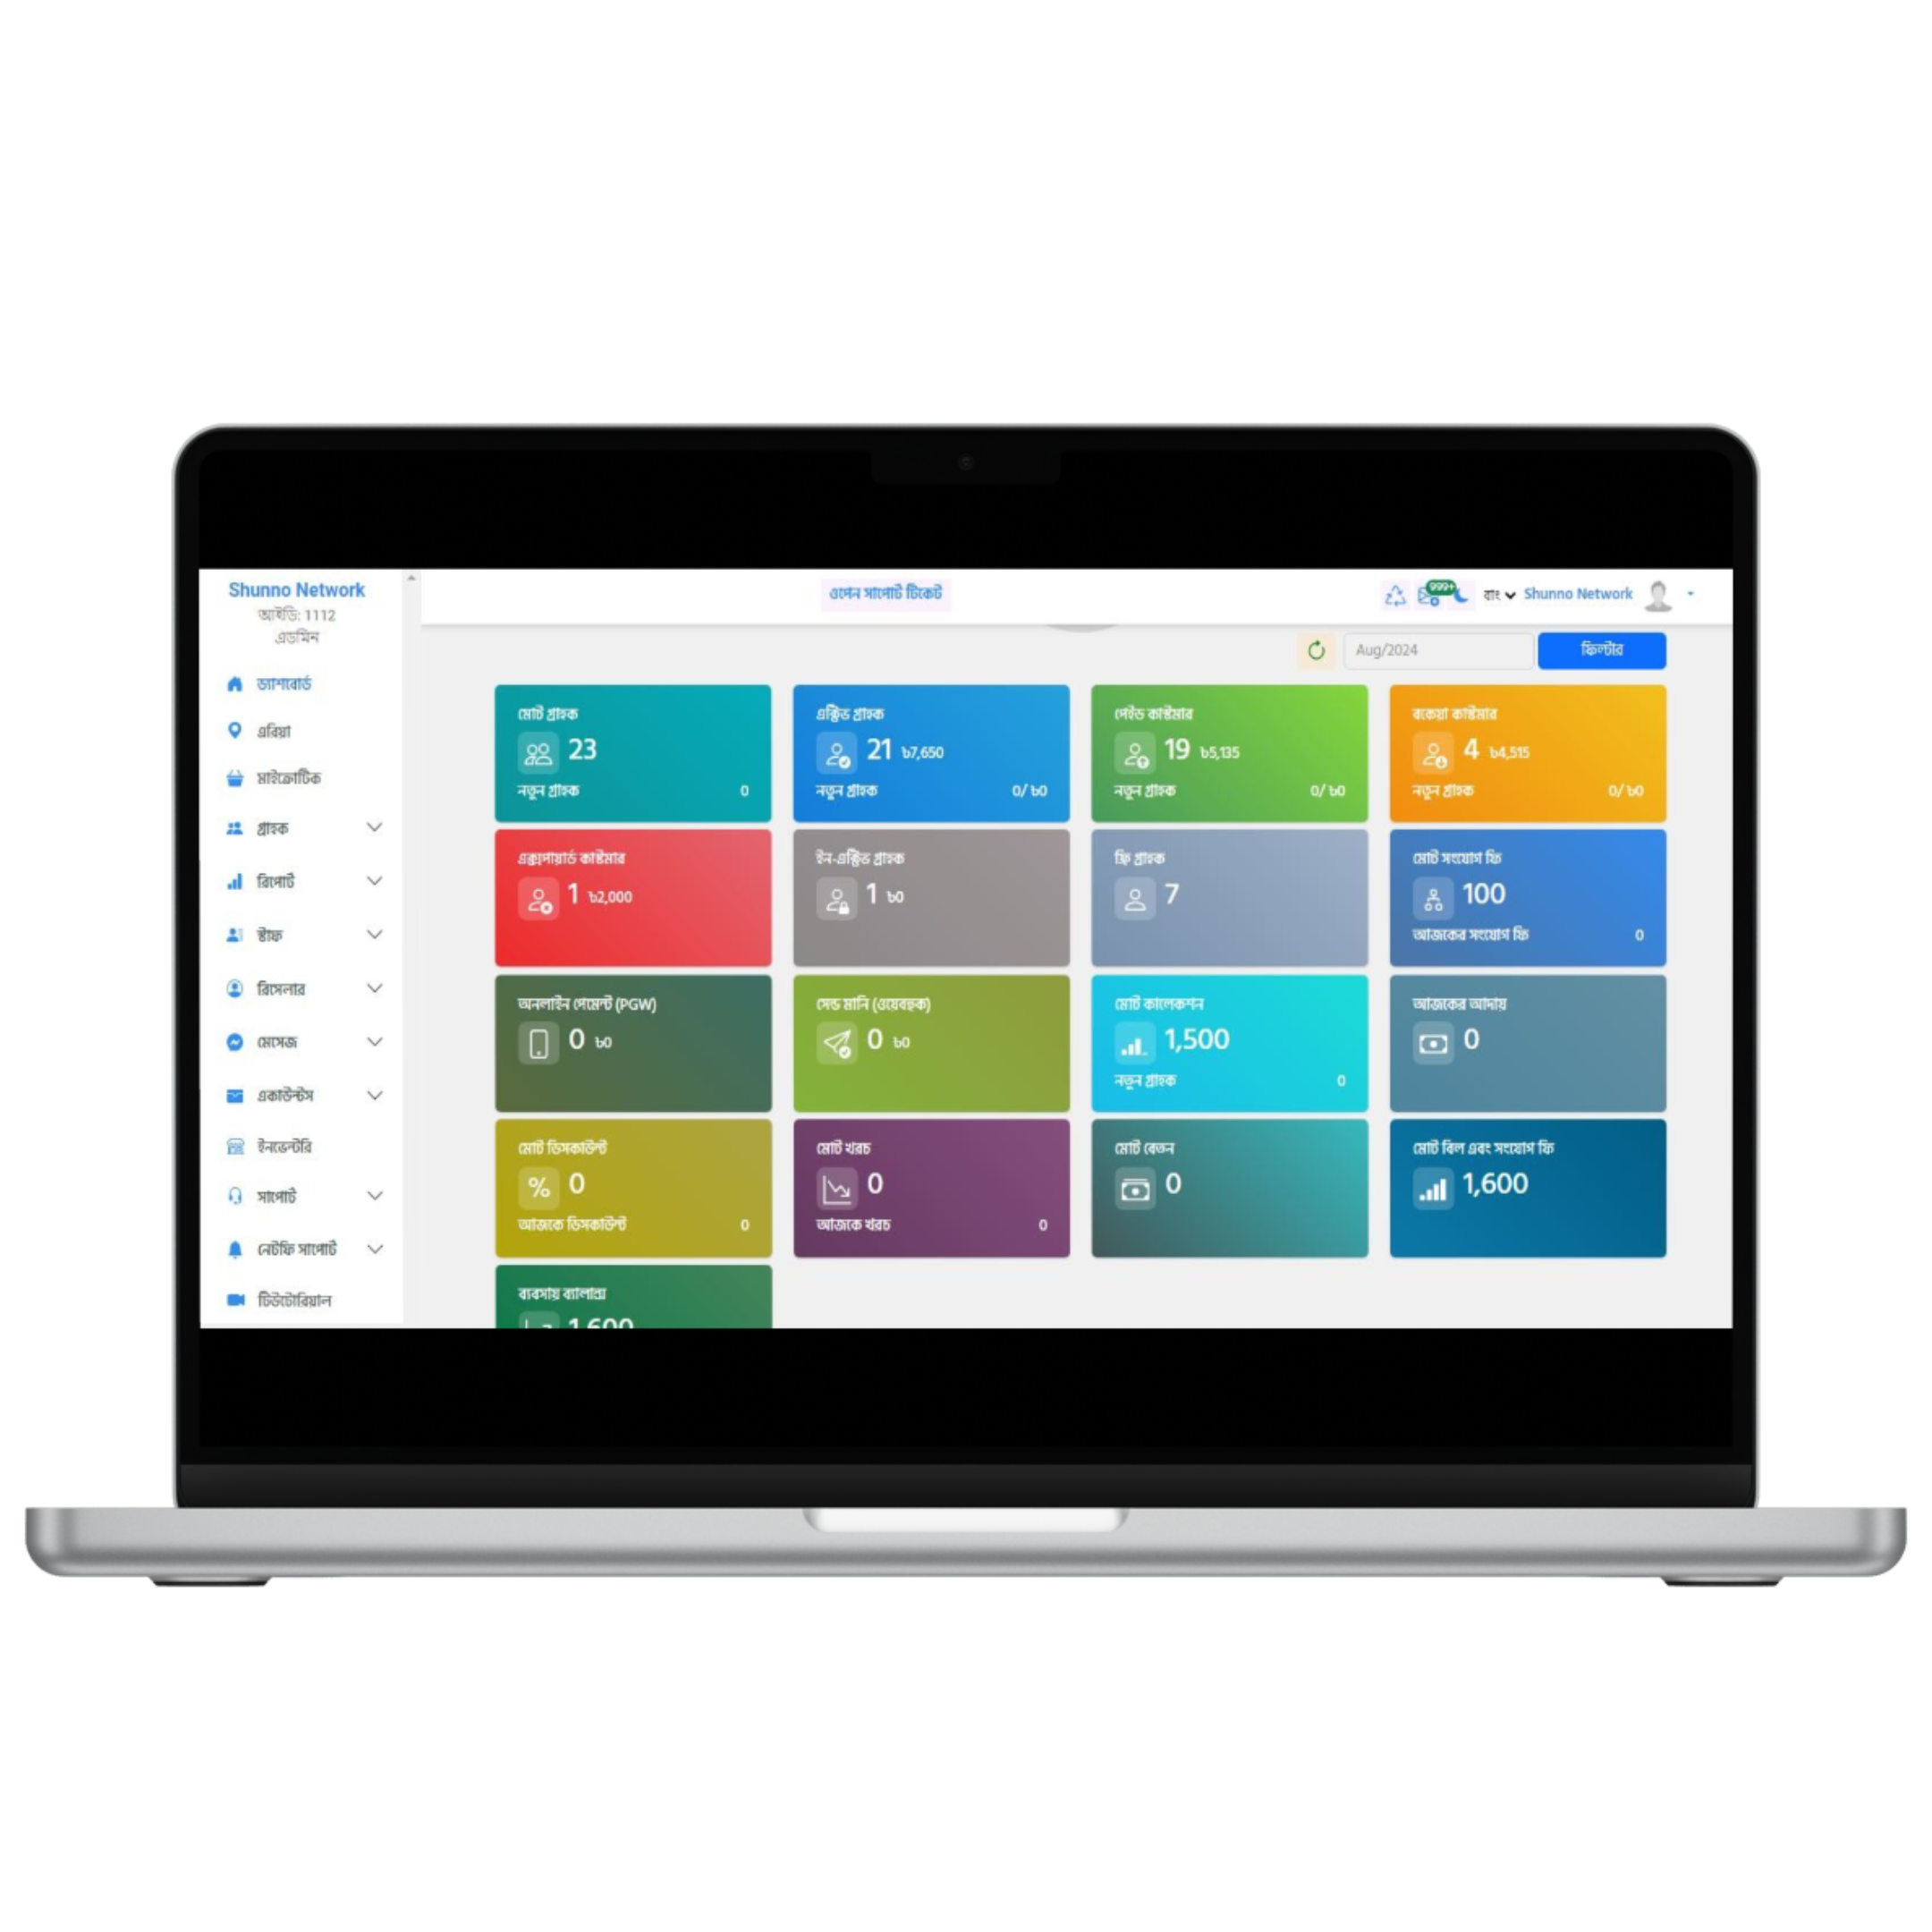 Shunno Network
আইডি: 1112
এডমিন
ড্যাশবোর্ড
এরিয়া
মাইক্রোটিক
গ্রাহক
রিপোর্ট
স্টাফ
রিসেলার
মেসেজ
একাউন্টস
ইনভেন্টরি
সাপোর্ট
নেটফি সাপোর্ট
টিউটোরিয়াল
ওপেন সাপোর্ট টিকেট
999+
বাং
Shunno Network
Aug/2024
ফিল্টার
মোট গ্রাহক
23
নতুন গ্রাহক 0
এক্টিভ গ্রাহক
21 ৳7,650
নতুন গ্রাহক 0/ ৳0
পেইড কাষ্টমার
19 ৳5,135
নতুন গ্রাহক 0/ ৳0
বকেয়া কাষ্টমার
4 ৳4,515
নতুন গ্রাহক 0/ ৳0
এক্সপায়ার্ড কাষ্টমার
1 ৳2,000
ইন-এক্টিভ গ্রাহক
1 ৳0
ফ্রি গ্রাহক
7
মোট সংযোগ ফি
100
আজকের সংযোগ ফি 0
অনলাইন পেমেন্ট (PGW)
0 ৳0
সেন্ড মানি (ওয়েবহুক)
0 ৳0
মোট কালেকশন
1,500
নতুন গ্রাহক 0
আজকের আদায়
0
মোট ডিসকাউন্ট
0
আজকে ডিসকাউন্ট 0
মোট খরচ
0
আজকে খরচ 0
মোট বেতন
0
মোট বিল এবং সংযোগ ফি
1,600
ব্যবসায় ব্যালান্স
1,600